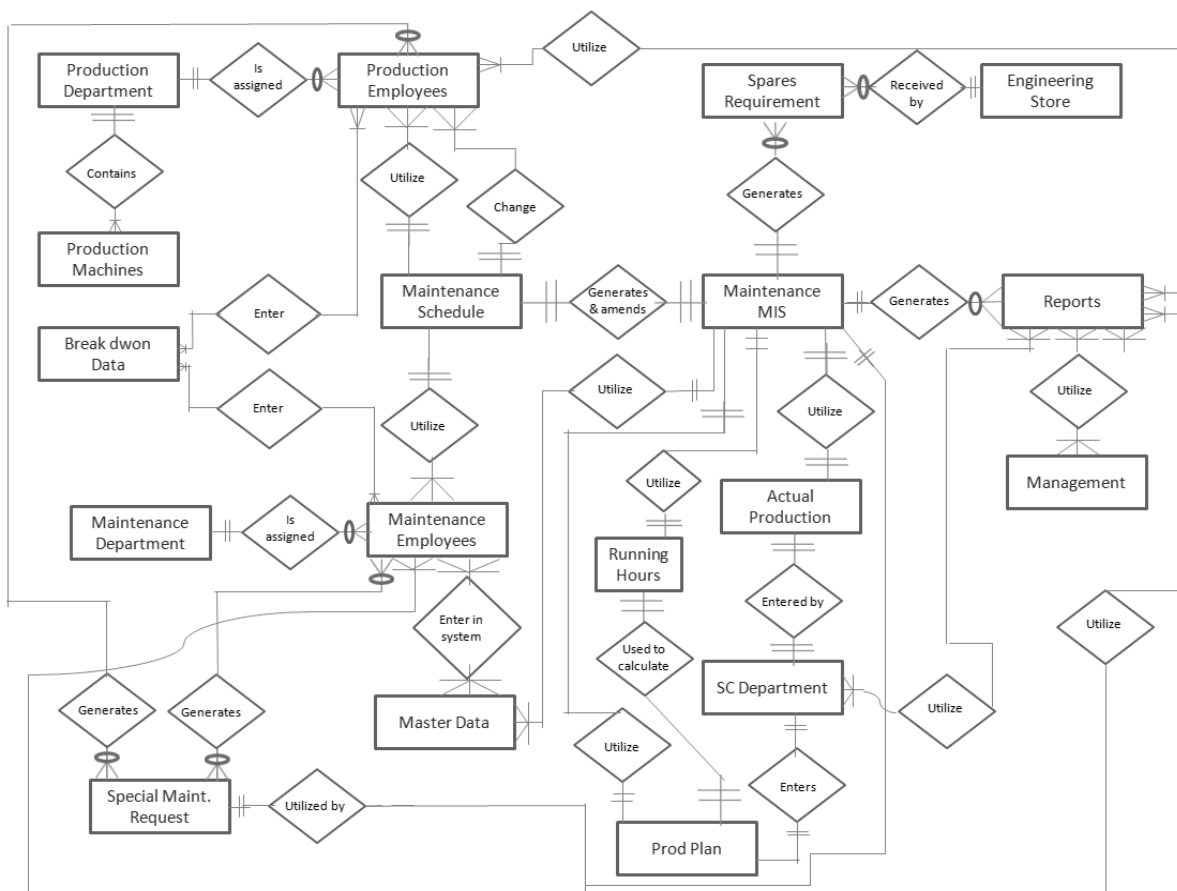 Utilize
Production
Department
Is
assigned
Production
Employees
Spares
Requirement
Received
by
Engineering
Store
Contains
Utilize
Change
Generates
Production
Machines
Maintenance
Schedule
Generates
& amends
Maintenance
MIS
Generates
Reports
Enter
Break dwon
Data
Utilize
Utilize
Utilize
Enter
Utilize
Utilize
Management
Maintenance
Department
Is
assigned
Maintenance
Employees
Actual
Production
Running
Hours
Entered by
Enter in
system
Used to
calculate
Utilize
SC Department
Generates
Generates
Master Data
Utilize
Utilize
Special Maint.
Request
Utilized by
Enters
Prod Plan